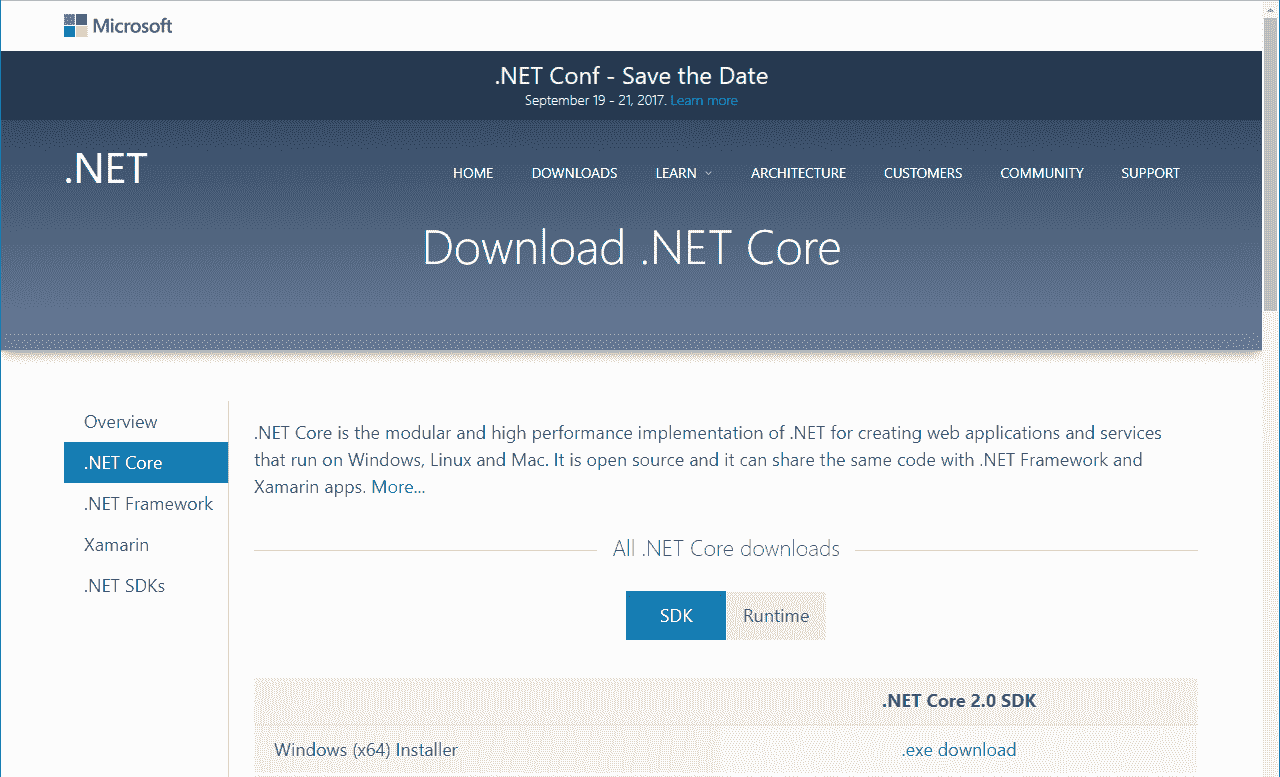 Microsoft
.NET Conf - Save the Date
September 19 - 21, 2017. Learn more
.NET
HOME DOWNLOADS LEARN ARCHITECTURE CUSTOMERS COMMUNITY SUPPORT
Download .NET Core
Overview
.NET Core
.NET Framework
Xamarin
.NET SDKs
.NET Core is the modular and high performance implementation of .NET for creating web applications and services
that run on Windows, Linux and Mac. It is open source and it can share the same code with .NET Framework and
Xamarin apps. More...
All .NET Core downloads
SDK Runtime
.NET Core 2.0 SDK
Windows (x64) Installer .exe download